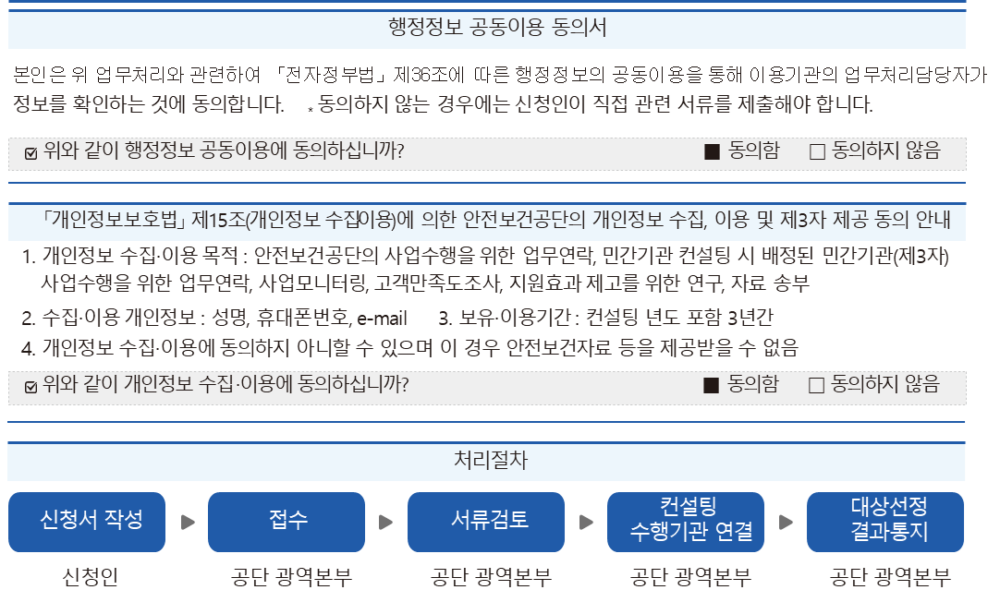 행정정보 공동이용 동의서
본인은 위 업무처리와 관련하여 「전자정부법」제36조에 따른 행정정보의 공동이용을 통해 이용기관의 업무처리담당자가
정보를 확인하는 것에 동의합니다. * 동의하지 않는 경우에는 신청인이 직접 관련 서류를 제출해야 합니다.
☑ 위와 같이 행정정보 공동이용에 동의하십니까? ■ 동의함 □ 동의하지 않음
「개인정보보호법」제15조(개인정보 수집이용)에 의한 안전보건공단의 개인정보 수집, 이용 및 제3자 제공 동의 안내
1. 개인정보 수집·이용 목적 : 안전보건공단의 사업수행을 위한 업무연락, 민간기관 컨설팅 시 배정된 민간기관(제3자)
사업수행을 위한 업무연락, 사업모니터링, 고객만족도조사, 지원효과 제고를 위한 연구, 자료 송부
2. 수집·이용 개인정보 : 성명, 휴대폰번호, e-mail 3. 보유·이용기간 : 컨설팅 년도 포함 3년간
4. 개인정보 수집·이용에 동의하지 아니할 수 있으며 이 경우 안전보건자료 등을 제공받을 수 없음
☑ 위와 같이 개인정보 수집·이용에 동의하십니까? ■ 동의함 □ 동의하지 않음
처리절차
신청서 작성 ▶ 접수 ▶ 서류검토 ▶ 컨설팅 수행기관 연결 ▶ 대상선정 결과통지
신청인 공단 광역본부 공단 광역본부 공단 광역본부 공단 광역본부